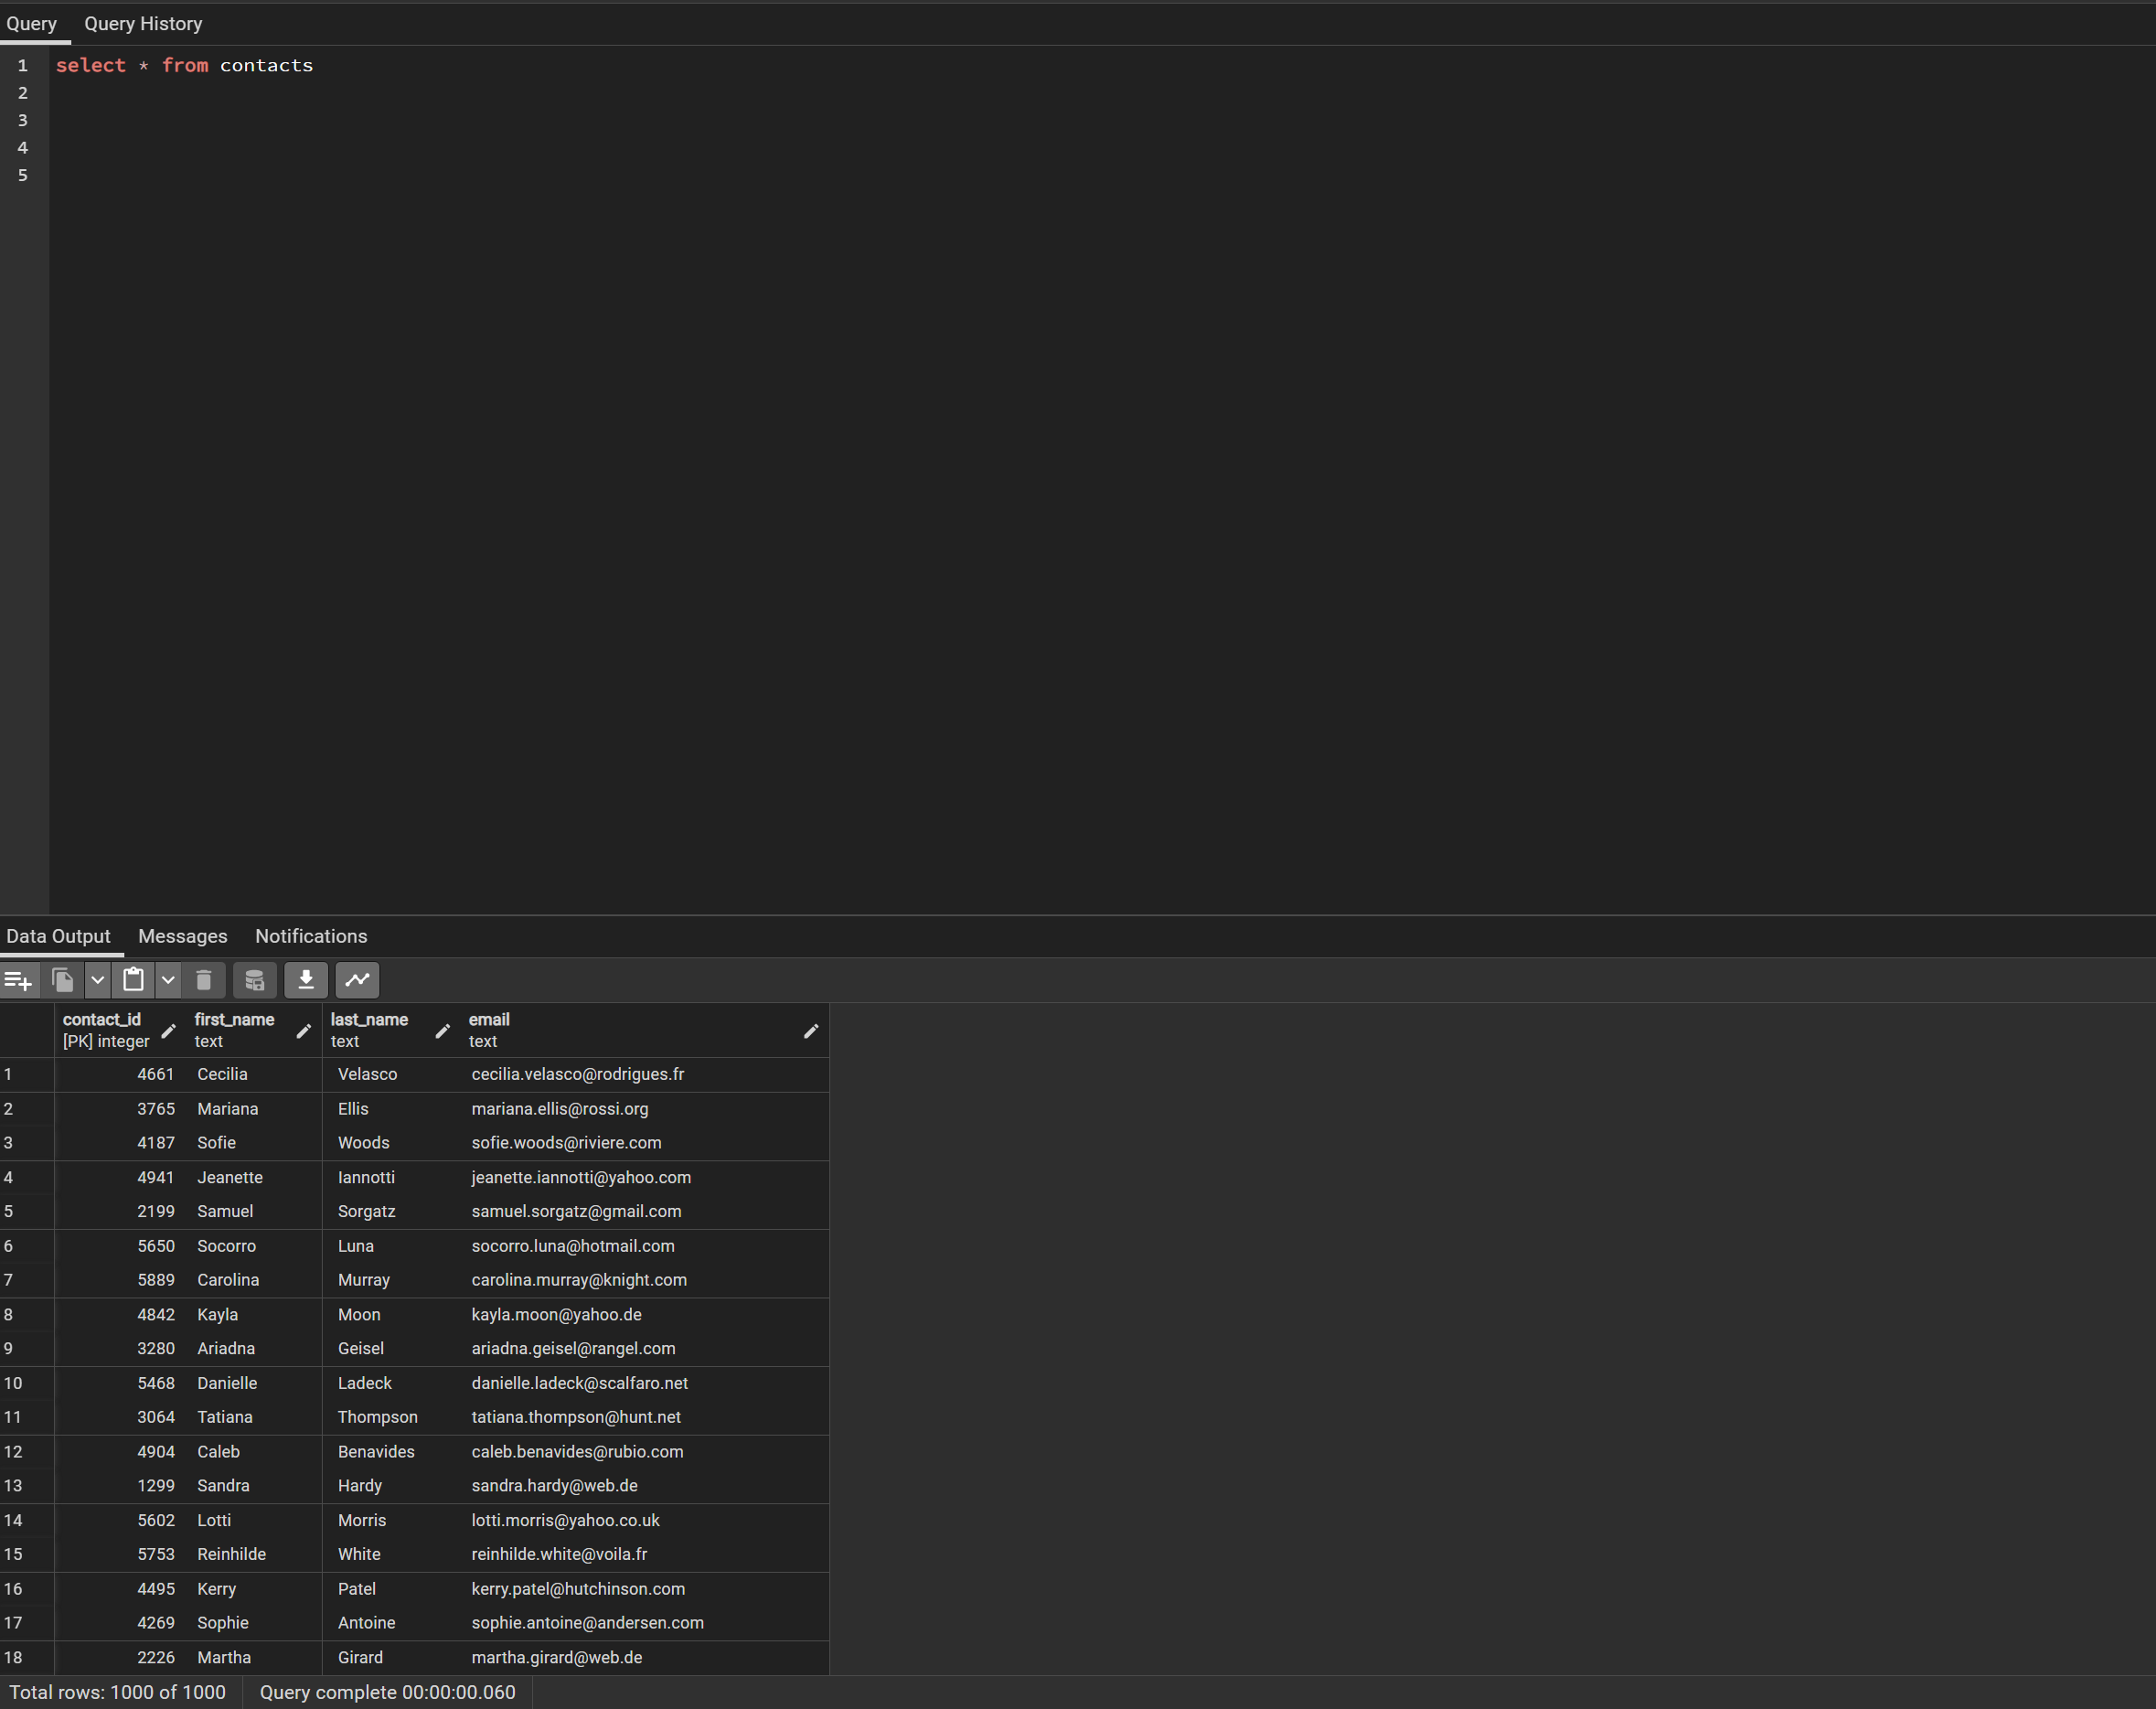 Query Query History
1 select * from contacts
2
3
4
5
Data Output Messages Notifications
contact_id first_name last_name email
[PK] integer text text text
1 4661 Cecilia Velasco cecilia.velasco@rodrigues.fr
2 3765 Mariana Ellis mariana.ellis@rossi.org
3 4187 Sofie Woods sofie.woods@riviere.com
4 4941 Jeanette Iannotti jeanette.iannotti@yahoo.com
5 2199 Samuel Sorgatz samuel.sorgatz@gmail.com
6 5650 Socorro Luna socorro.luna@hotmail.com
7 5889 Carolina Murray carolina.murray@knight.com
8 4842 Kayla Moon kayla.moon@yahoo.de
9 3280 Ariadna Geisel ariadna.geisel@rangel.com
10 5468 Danielle Ladeck danielle.ladeck@scalfaro.net
11 3064 Tatiana Thompson tatiana.thompson@hunt.net
12 4904 Caleb Benavides caleb.benavides@rubio.com
13 1299 Sandra Hardy sandra.hardy@web.de
14 5602 Lotti Morris lotti.morris@yahoo.co.uk
15 5753 Reinhilde White reinhilde.white@voila.fr
16 4495 Kerry Patel kerry.patel@hutchinson.com
17 4269 Sophie Antoine sophie.antoine@andersen.com
18 2226 Martha Girard martha.girard@web.de
Total rows: 1000 of 1000 Query complete 00:00:00.060